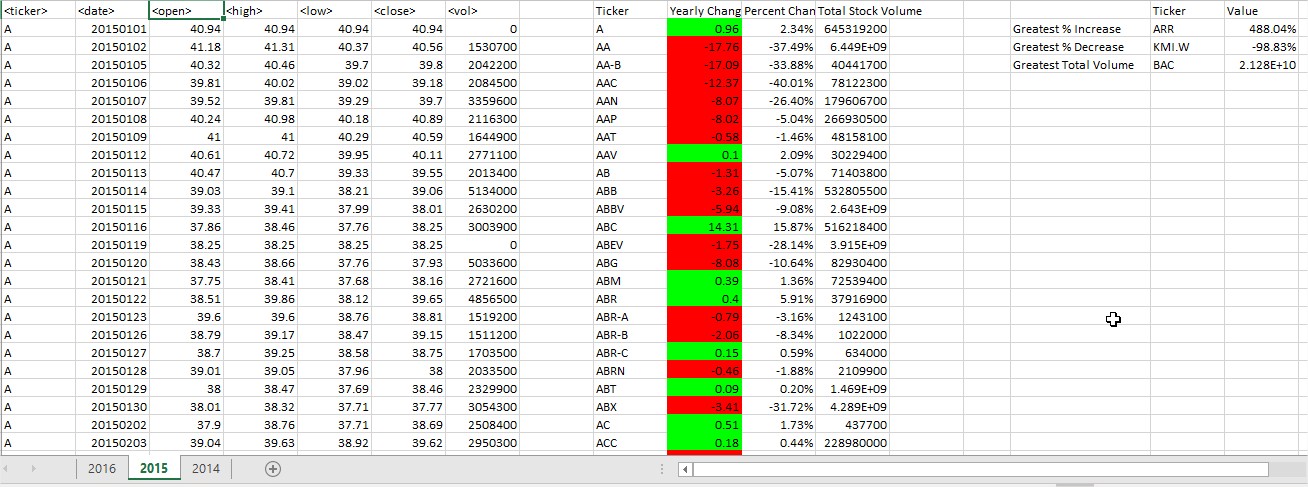 <ticker> <date> <open> <high> <low> <close> <vol> Ticker Yearly Chang Percent Chan Total Stock Volume Ticker Value
A 20150101 40.94 40.94 40.94 40.94 0 A 0.96 2.34% 645319200 Greatest % Increase ARR 488.04%
A 20150102 41.18 41.31 40.37 40.56 1530700 AA -17.76 -37.49% 6.449E+09 Greatest % Decrease KMI.W -98.83%
A 20150105 40.32 40.46 39.7 39.8 2042200 AA-B -17.09 -33.88% 40441700 Greatest Total Volume BAC 2.128E+10
A 20150106 39.81 40.02 39.02 39.18 2084500 AAC -12.37 -40.01% 78122300
A 20150107 39.52 39.81 39.29 39.7 3359600 AAN -8.07 -26.40% 179606700
A 20150108 40.24 40.98 40.18 40.89 2116300 AAP -8.02 -5.04% 266930500
A 20150109 41 41 40.29 40.59 1644900 AAT -0.58 -1.46% 48158100
A 20150112 40.61 40.72 39.95 40.11 2771100 AAV 0.1 2.09% 30229400
A 20150113 40.47 40.7 39.33 39.55 2013400 AB -1.31 -5.07% 71403800
A 20150114 39.03 39.1 38.21 39.06 5134000 ABB -3.26 -15.41% 532805500
A 20150115 39.33 39.41 37.99 38.01 2630200 ABBV -5.94 -9.08% 2.643E+09
A 20150116 37.86 38.46 37.76 38.25 3003900 ABC 14.31 15.87% 516218400
A 20150119 38.25 38.25 38.25 38.25 0 ABEV -1.75 -28.14% 3.915E+09
A 20150120 38.43 38.66 37.76 37.93 5033600 ABG -8.08 -10.64% 82930400
A 20150121 37.75 38.41 37.68 38.16 2721600 ABM 0.39 1.36% 72539400
A 20150122 38.51 39.86 38.12 39.65 4856500 ABR 0.4 5.91% 37916900
A 20150123 39.6 39.6 38.76 38.81 1519200 ABR-A -0.79 -3.16% 1243100
A 20150126 38.79 39.17 38.47 39.15 1511200 ABR-B -2.06 -8.34% 1022000
A 20150127 38.7 39.25 38.58 38.75 1703500 ABR-C 0.15 0.59% 634000
A 20150128 39.01 39.05 37.96 38 2033500 ABRN -0.46 -1.88% 2109900
A 20150129 38 38.47 37.69 38.46 2329900 ABT 0.09 0.20% 1.469E+09
A 20150130 38.01 38.32 37.71 37.77 3054300 ABX -3.41 -31.72% 4.289E+09
A 20150202 37.9 38.76 37.71 38.69 2508400 AC 0.51 1.73% 437700
A 20150203 39.04 39.63 38.92 39.62 2950300 ACC 0.18 0.44% 228980000
2016 2015 2014